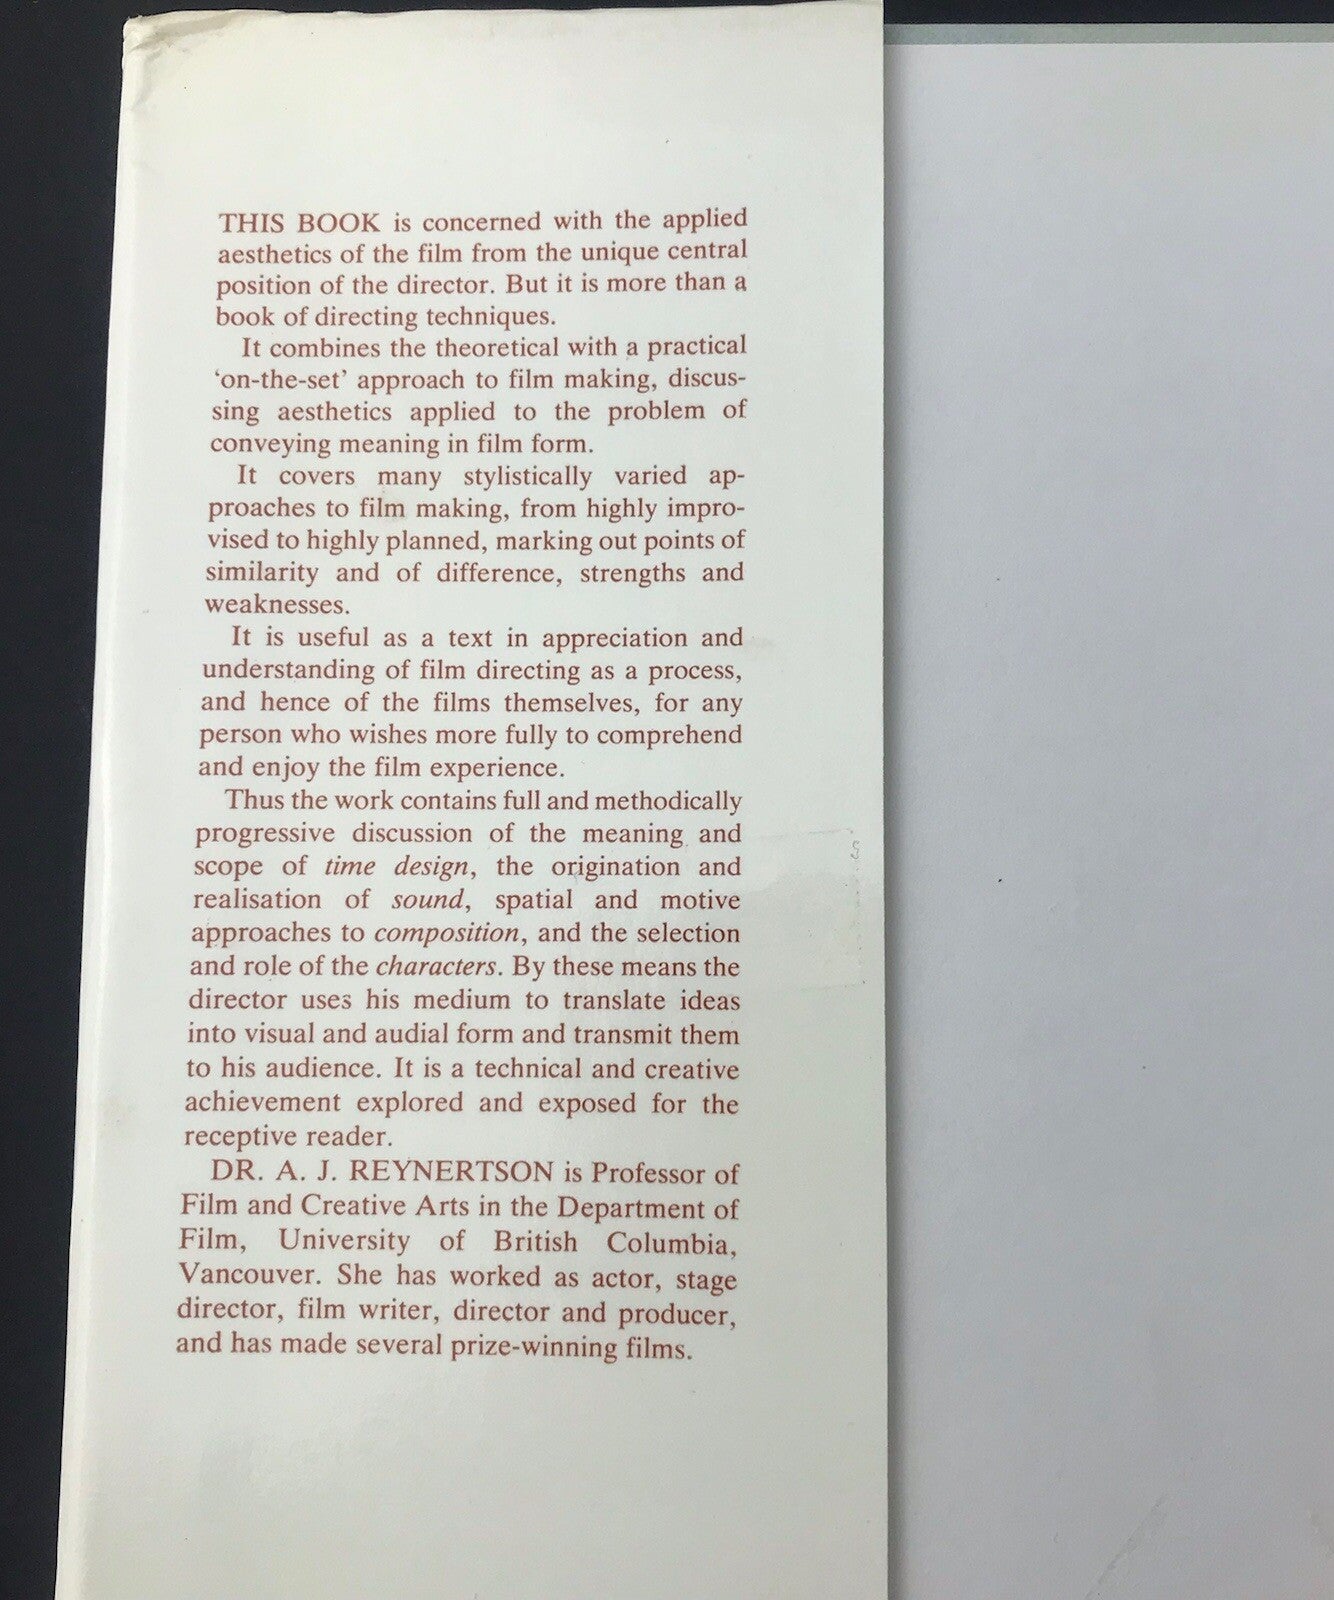 THIS BOOK is concerned with the applied
aesthetics of the film from the unique central
position of the director. But it is more than a
book of directing techniques.
It combines the theoretical with a practical
‘on-the-set’ approach to film making, discus-
sing aesthetics applied to the problem of
conveying meaning in film form.
It covers many stylistically varied ap-
proaches to film making, from highly impro-
vised to highly planned, marking out points of
similarity and of difference, strengths and
weaknesses.
It is useful as a text in appreciation and
understanding of film directing as a process,
and hence of the films themselves, for any
person who wishes more fully to comprehend
and enjoy the film experience.
Thus the work contains full and methodically
progressive discussion of the meaning and
scope of time design, the origination and
realisation of sound, spatial and motive
approaches to composition, and the selection
and role of the characters. By these means the
director uses his medium to translate ideas
into visual and audial form and transmit them
to his audience. It is a technical and creative
achievement explored and exposed for the
receptive reader.
DR. A. J. REYNERTSON is Professor of
Film and Creative Arts in the Department of
Film, University of British Columbia,
Vancouver. She has worked as actor, stage
director, film writer, director and producer,
and has made several prize-winning films.